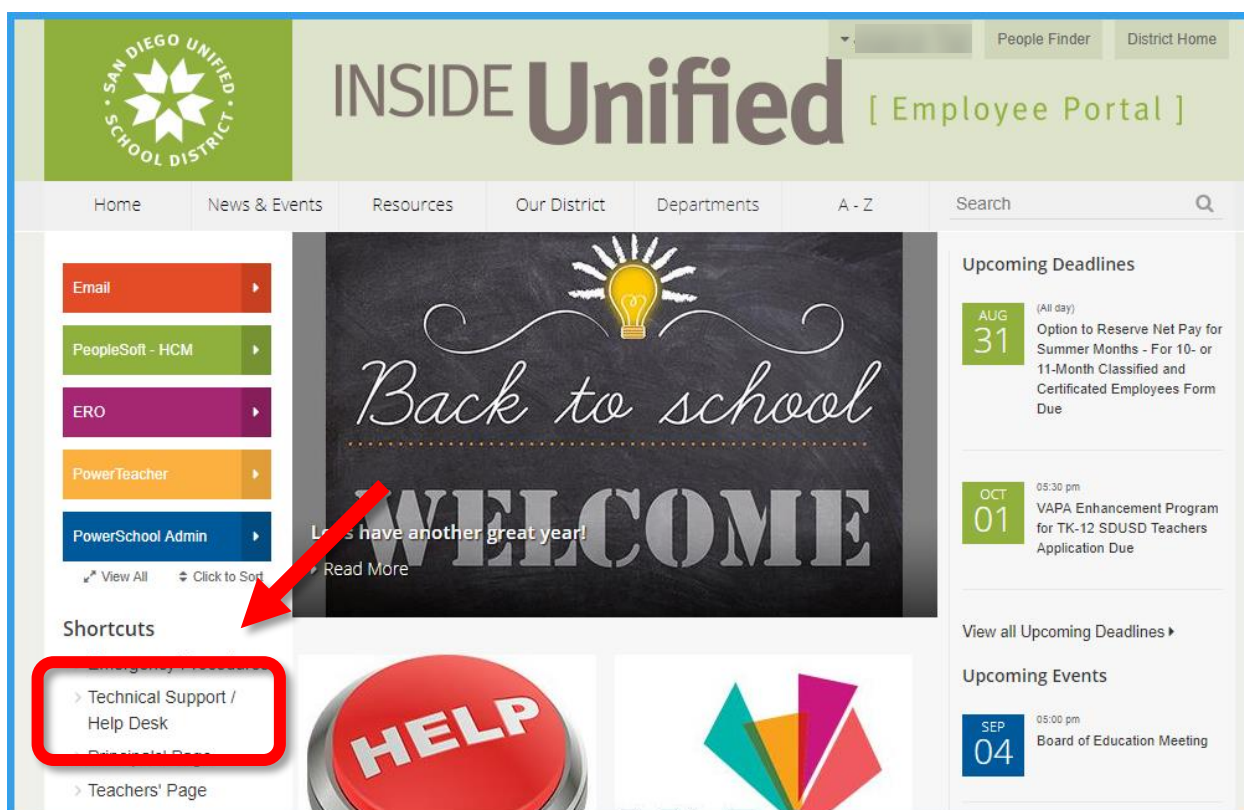 SAN DIEGO UNIFIED
SCHOOL DISTRICT
INSIDE Unified [ Employee Portal ]
People Finder
District Home
Home
News & Events
Resources
Our District
Departments
A - Z
Search
Email
PeopleSoft - HCM
ERO
PowerTeacher
PowerSchool Admin
View All
Click to Sort
Shortcuts
Emergency Procedures
Technical Support /
Help Desk
Principals' Page
Teachers' Page
Back to school
WELCOME
have another great year!
Read More
HELP
Upcoming Deadlines
AUG
31
(All day)
Option to Reserve Net Pay for
Summer Months - For 10- or
11-Month Classified and
Certificated Employees Form
Due
OCT
01
05:30 pm
VAPA Enhancement Program
for TK-12 SDUSD Teachers
Application Due
View all Upcoming Deadlines
Upcoming Events
SEP
04
05:00 pm
Board of Education Meeting